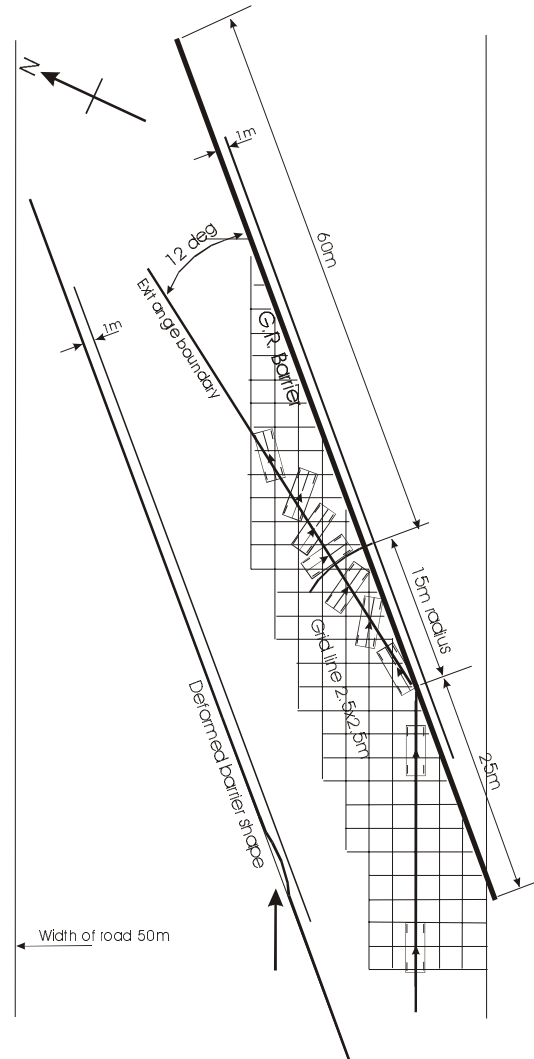 N
1m
60m
12 deg
Exit ange boundary
1m
G.R. Barrier
15m radius
Grid line 2.5x2.5m
25m
Deformed barrier shape
Width of road 50m